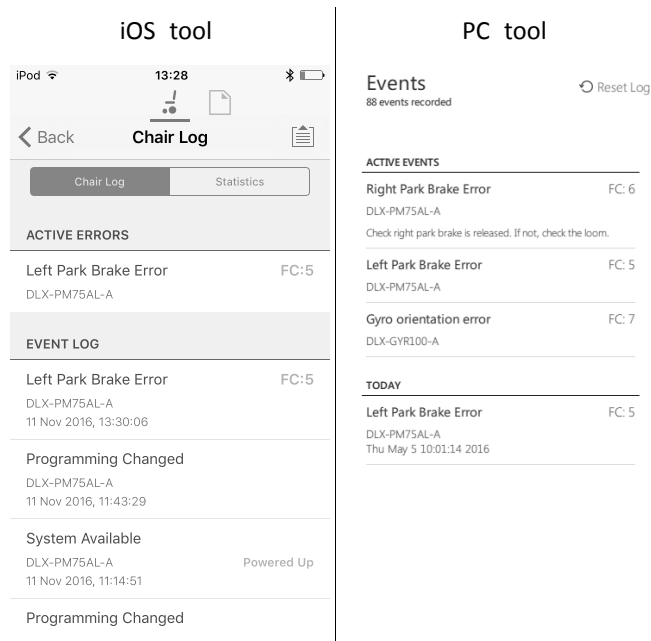 iOS tool
iPod 13:28
Back Chair Log
Chair Log Statistics
ACTIVE ERRORS
Left Park Brake Error FC:5
DLX-PM75AL-A
EVENT LOG
Left Park Brake Error FC:5
DLX-PM75AL-A
11 Nov 2016, 13:30:06
Programming Changed
DLX-PM75AL-A
11 Nov 2016, 11:43:29
System Available
DLX-PM75AL-A Powered Up
11 Nov 2016, 11:14:51
Programming Changed
PC tool
Events Reset Log
88 events recorded
ACTIVE EVENTS
Right Park Brake Error FC: 6
DLX-PM75AL-A
Check right park brake is released. If not, check the loom.
Left Park Brake Error FC: 5
DLX-PM75AL-A
Gyro orientation error FC: 7
DLX-GYR100-A
TODAY
Left Park Brake Error FC: 5
DLX-PM75AL-A
Thu May 5 10:01:14 2016